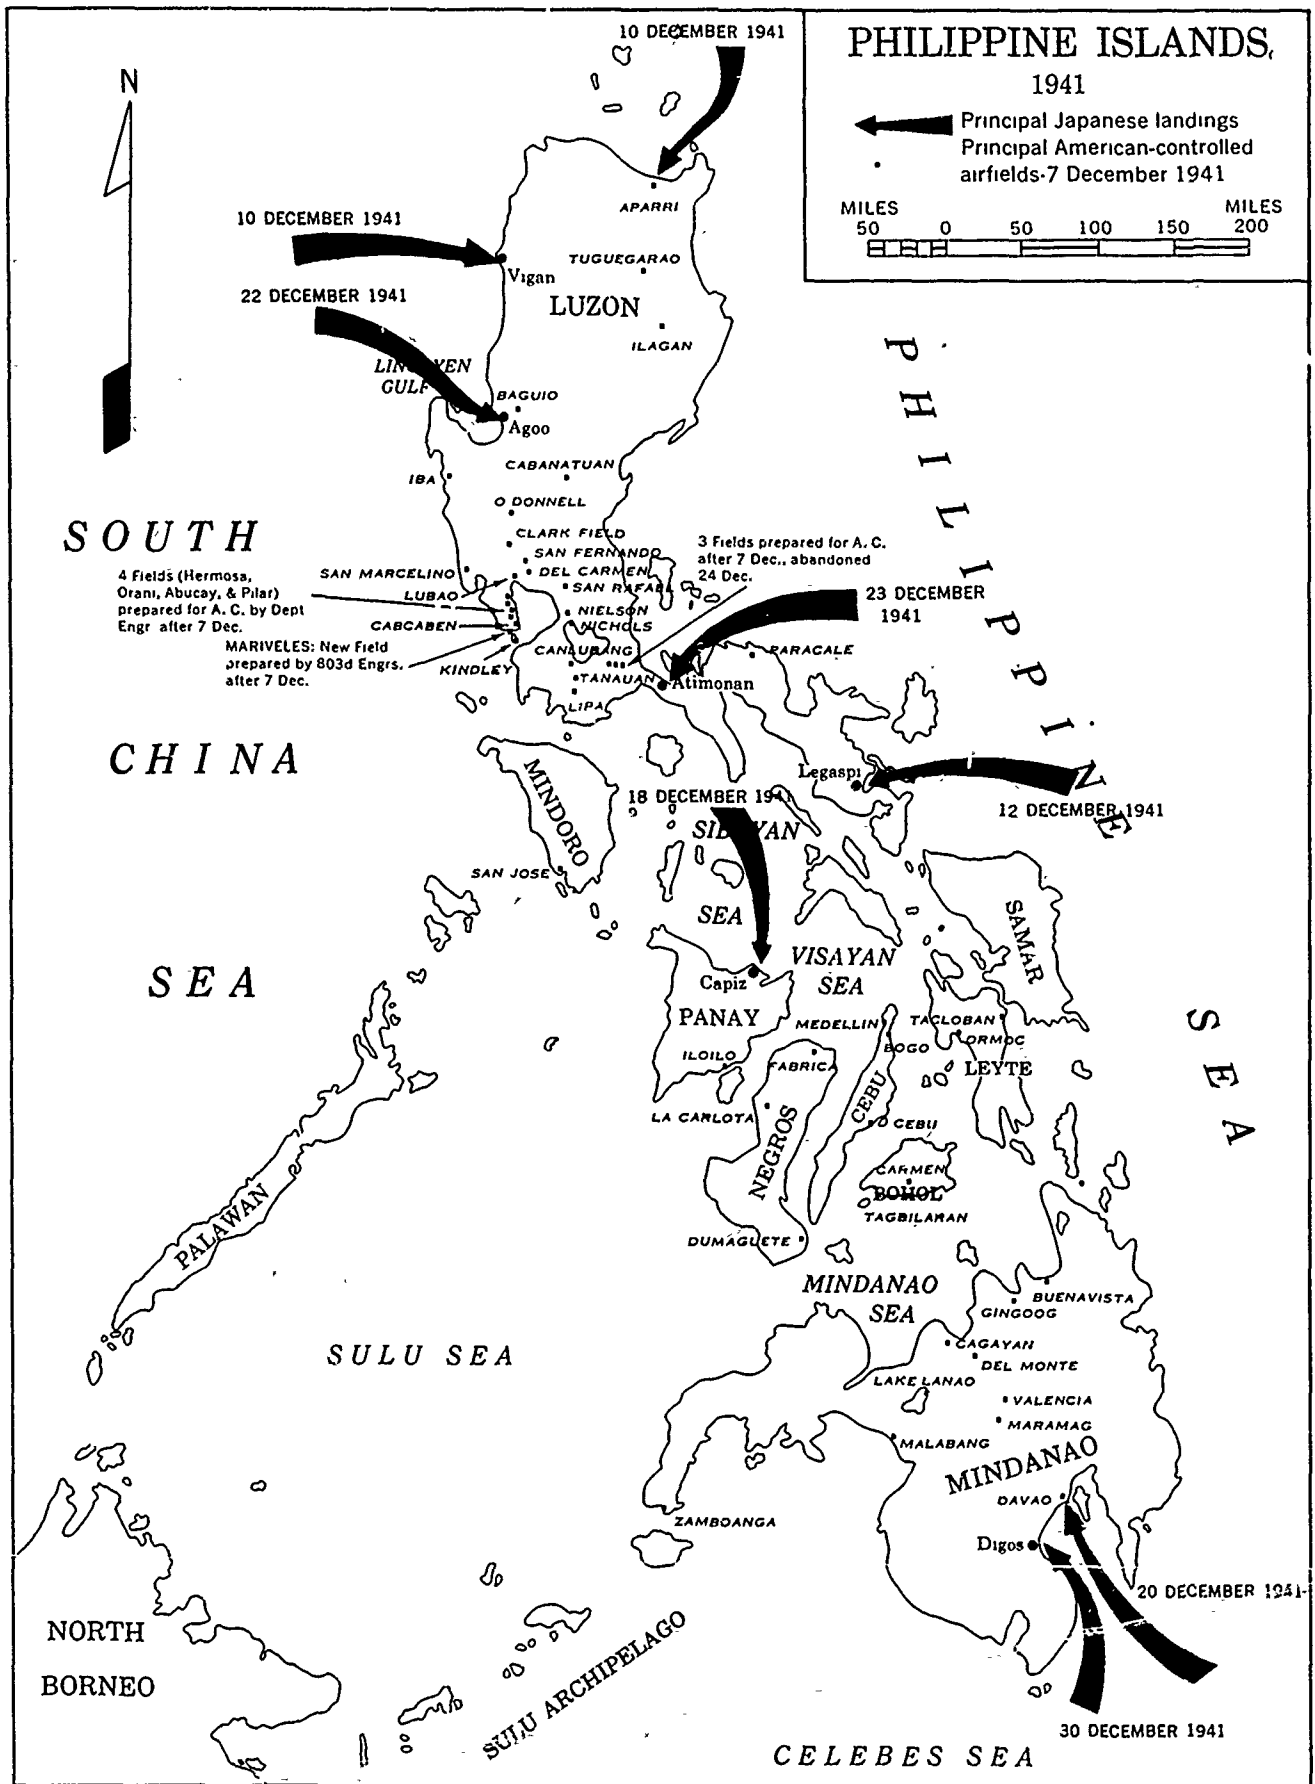 PHILIPPINE ISLANDS,
1941
Principal Japanese landings
Principal American-controlled
airfields-7 December 1941
MILES
MILES
50 0 50 100 150 200
N
10 DECEMBER 1941
APARRI
10 DECEMBER 1941
Vigan
TUGUEGARAO
LUZON
22 DECEMBER 1941
ILAGAN
GULF
BAGUIO
Agoo
CABANATUAN
IBA
O DONNELL
CLARK FIELD
SAN FERNANDO
DEL CARMEN
SAN MARCELINO
SAN RAFAEL
LUBAO
NIELSON
NICHOLS
CABCABEN
CANLUBANG
KINDLEY
TANAUAN
LIPA
4 Fields (Hermosa,
Orani, Abucay, & Pilar)
prepared for A. C. by Dept
Engr after 7 Dec.
MARIVELES: New Field
prepared by 803d Engrs.
after 7 Dec.
3 Fields prepared for A. C.
after 7 Dec., abandoned
24 Dec.
23 DECEMBER
1941
PARACALE
Atimonan
Legaspi
12 DECEMBER 1941
SOUTH
CHINA
SEA
PHILIPPINE
SEA
MINDORO
SAN JOSE
18 DECEMBER 1941
SEA
VISAYAN
SEA
SAMAR
Capiz
PANAY
ILOILO
MEDELLIN
BOGO
TACLOBAN
ORMOC
LEYTE
FABRICA
LA CARLOTA
NEGROS
CEBU
CEBU
CARMEN
BOHOL
TAGBILARAN
DUMAGUETE
PALAWAN
MINDANAO
SEA
BUENAVISTA
GINGOOG
CAGAYAN
DEL MONTE
LAKE LANAO
VALENCIA
MARAMAG
MALABANG
MINDANAO
SULU SEA
DAVAO
Digos
ZAMBOANGA
20 DECEMBER 1941
30 DECEMBER 1941
NORTH
BORNEO
SULU ARCHIPELAGO
CELEBES SEA